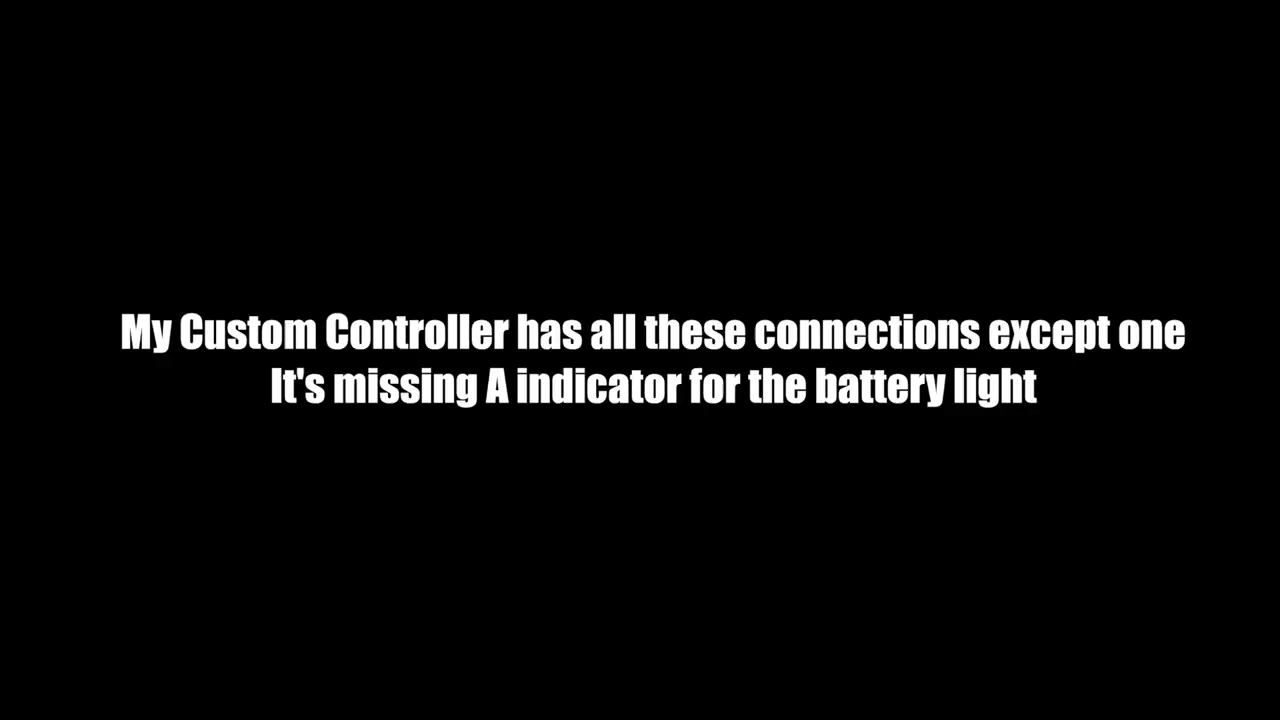 My Custom Controller has all these connections except one
It's missing A indicator for the battery light